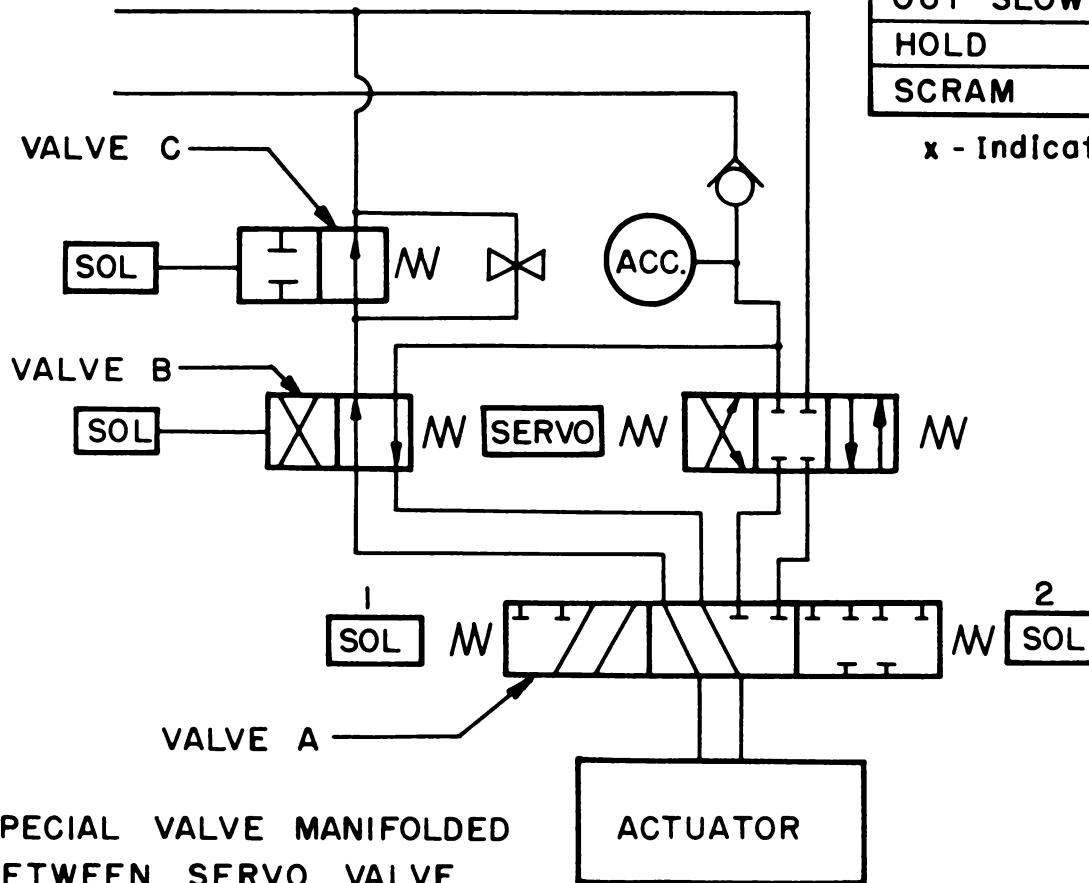 SLOW
HOLD
SCRAM
x - Indicat
VALVE C
SOL
ACC.
VALVE B
SOL
SERVO
1
SOL
2
SOL
VALVE A
ACTUATOR
PECIAL VALVE MANIFOLDED
ETWEEN SERVO VALVE